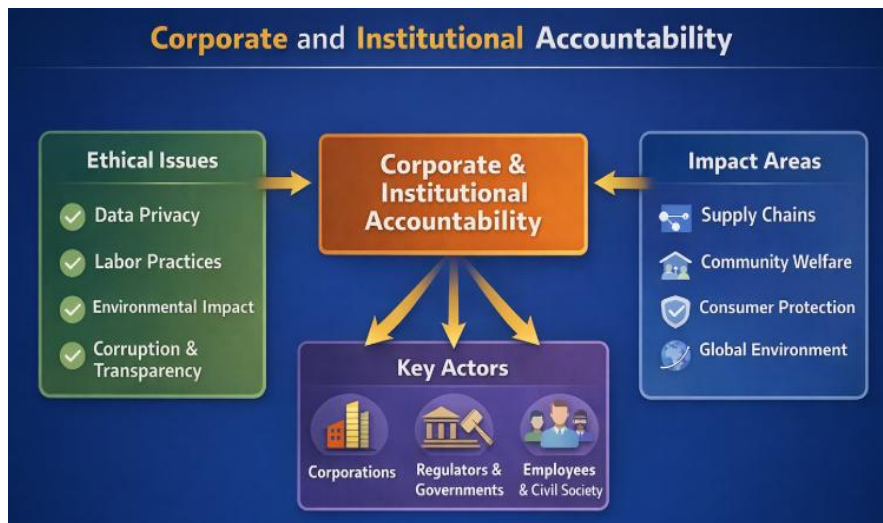 Corporate and Institutional Accountability
Ethical Issues
Data Privacy
Labor Practices
Environmental Impact
Corruption &
Transparency
Corporate &
Institutional
Accountability
Impact Areas
Supply Chains
Community Welfare
Consumer Protection
Global Environment
Key Actors
Corporations
Regulators &
Governments
Employees
& Civil Society